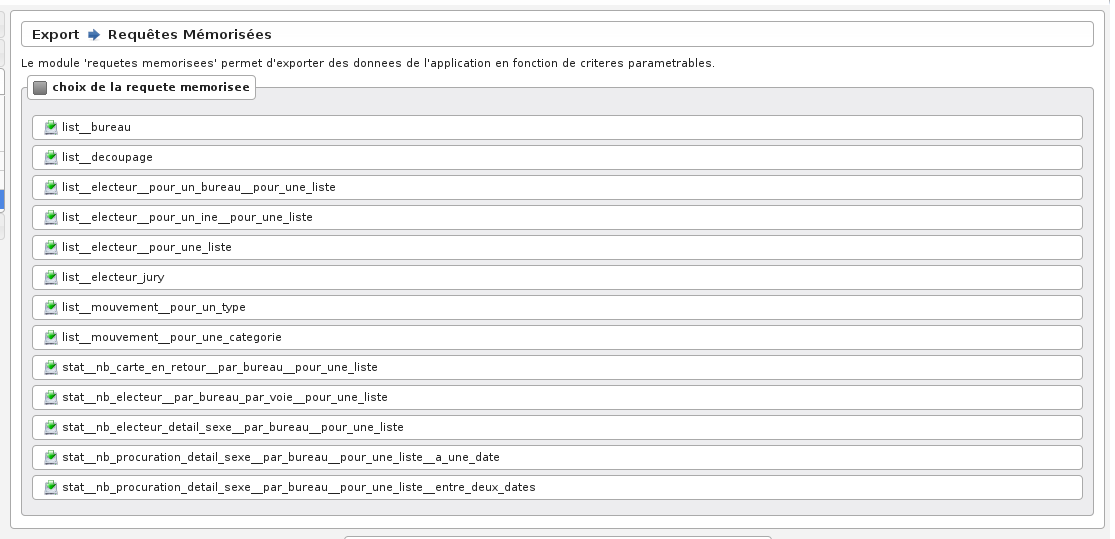 Export Requêtes Mémorisées
Le module 'requetes memorisees' permet d'exporter des donnees de l'application en fonction de criteres parametrables.
choix de la requete memorisee
list__bureau
list__decoupage
list__electeur__pour_un_bureau__pour_une_liste
list__electeur__pour_un_ine__pour_une_liste
list__electeur__pour_une_liste
list__electeur_jury
list__mouvement__pour_un_type
list__mouvement__pour_une_categorie
stat__nb_carte_en_retour__par_bureau__pour_une_liste
stat__nb_electeur__par_bureau_par_voie__pour_une_liste
stat__nb_electeur_detail_sexe__par_bureau__pour_une_liste
stat__nb_procuration_detail_sexe__par_bureau__pour_une_liste__a_une_date
stat__nb_procuration_detail_sexe__par_bureau__pour_une_liste__entre_deux_dates